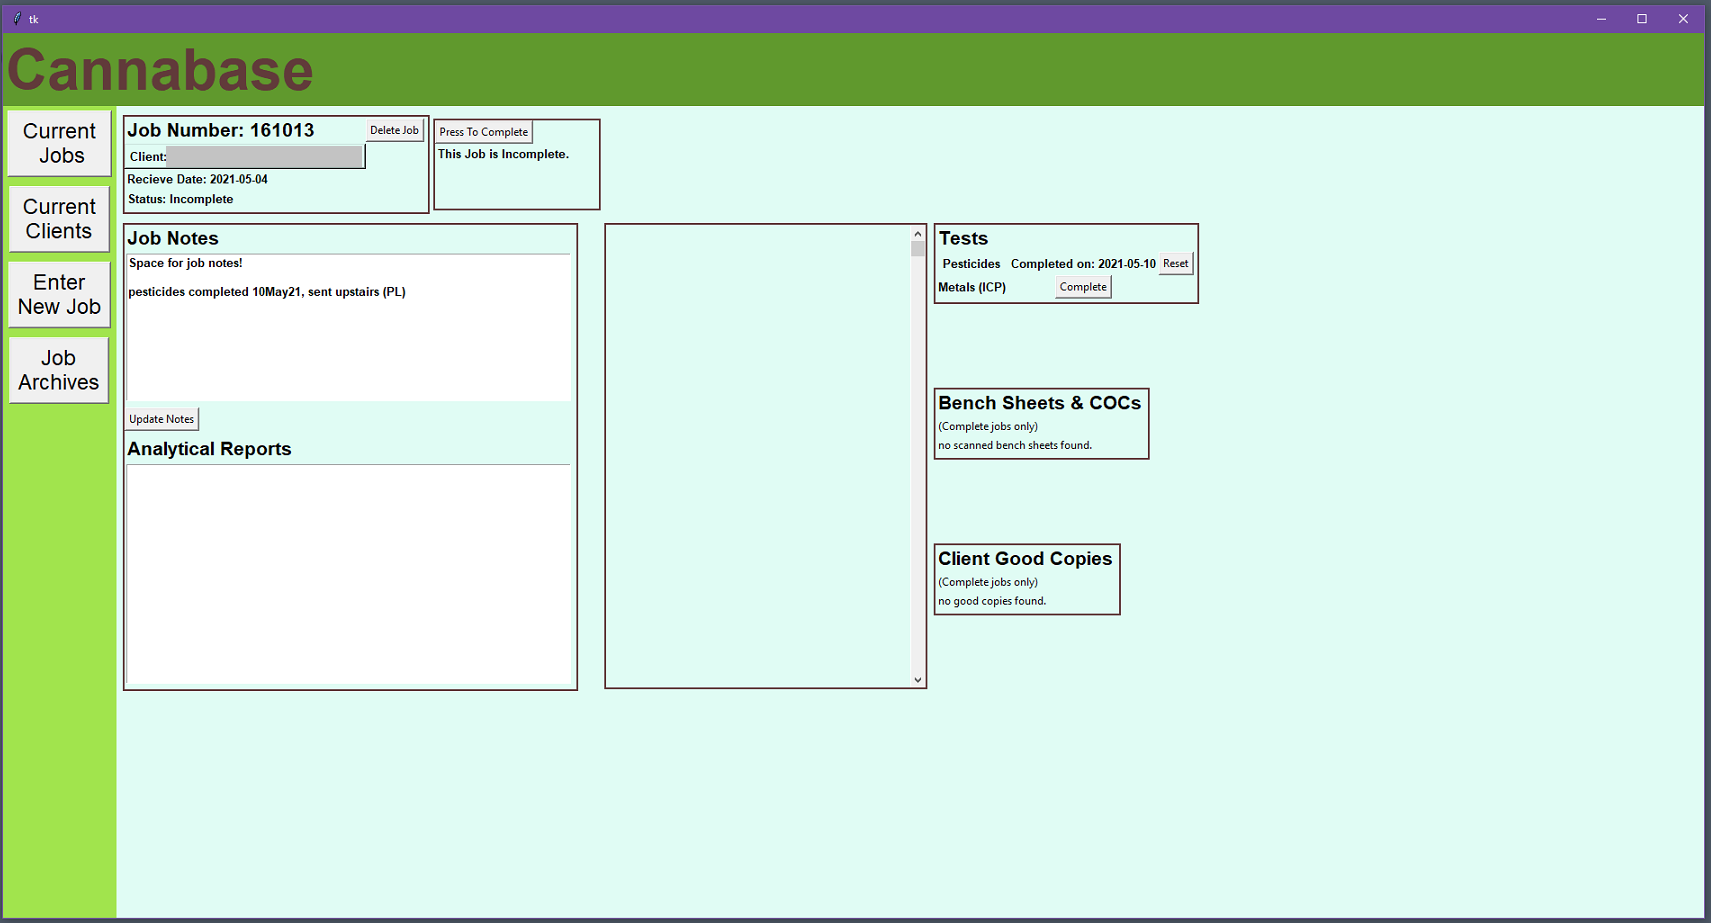 tk
Cannabase
Current
Jobs
Current
Clients
Enter
New Job
Job
Archives
Job Number: 161013
Delete Job
Client:
Recieve Date: 2021-05-04
Status: Incomplete
Press To Complete
This Job is Incomplete.
Job Notes
Space for job notes!
pesticides completed 10May21, sent upstairs (PL)
Update Notes
Analytical Reports
Tests
Pesticides Completed on: 2021-05-10 Reset
Metals (ICP) Complete
Bench Sheets & COCs
(Complete jobs only)
no scanned bench sheets found.
Client Good Copies
(Complete jobs only)
no good copies found.